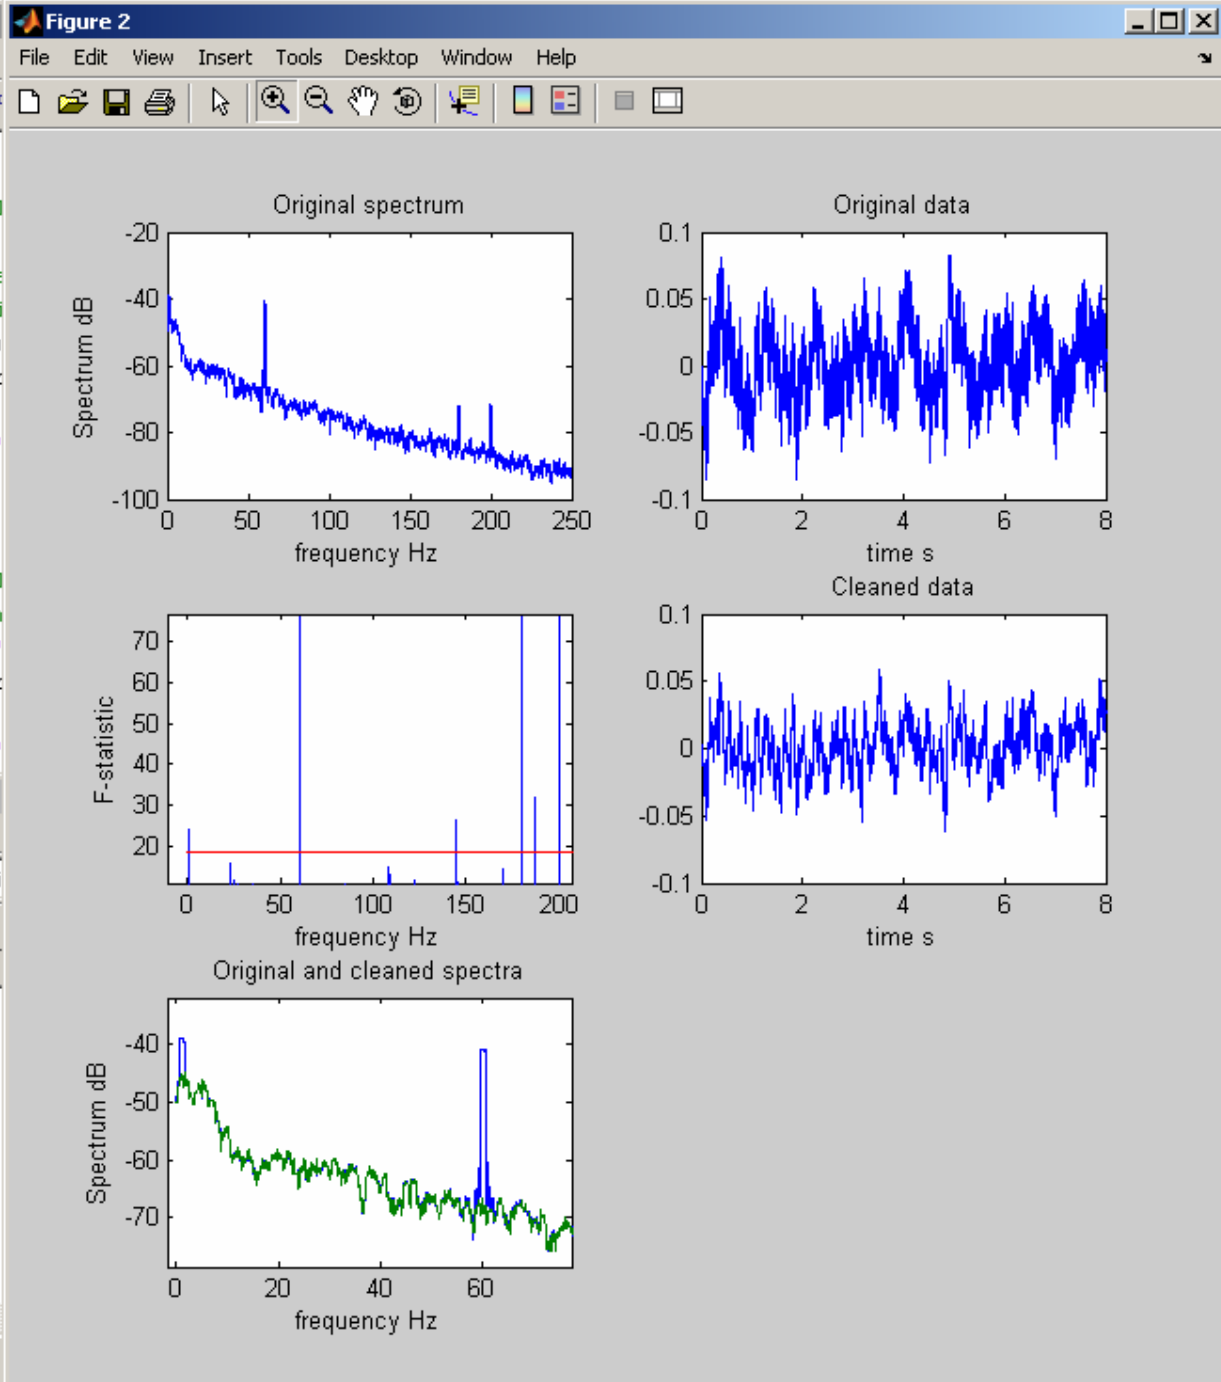 Figure 2
File Edit View Insert Tools Desktop Window Help
Original spectrum
Spectrum dB
-20
-40
-60
-80
-100
0 50 100 150 200 250
frequency Hz
Original data
0.1
0.05
0
-0.05
-0.1
0 2 4 6 8
time s
F-statistic
70
60
50
40
30
20
0 50 100 150 200
frequency Hz
Cleaned data
0.1
0.05
0
-0.05
-0.1
0 2 4 6 8
time s
Original and cleaned spectra
Spectrum dB
-40
-50
-60
-70
0 20 40 60
frequency Hz